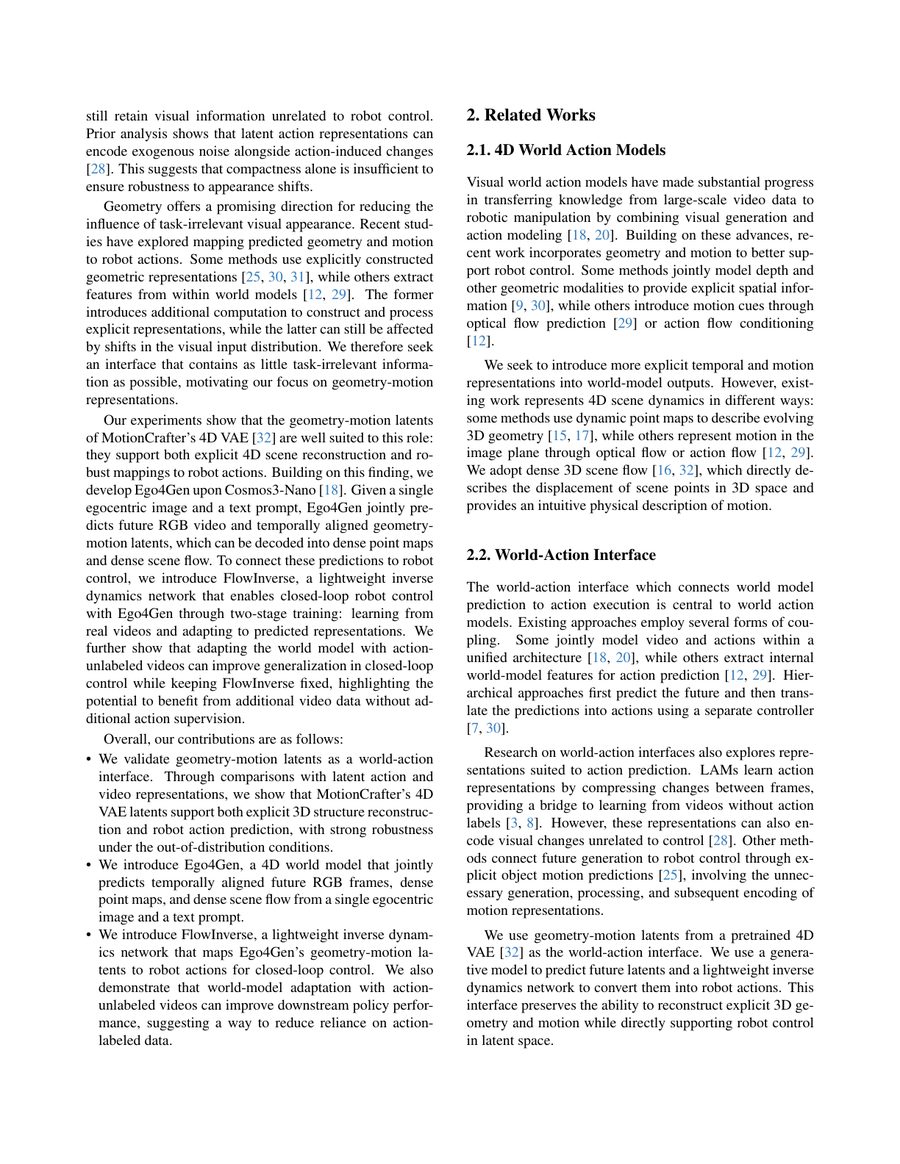 still retain visual information unrelated to robot control.
Prior analysis shows that latent action representations can
encode exogenous noise alongside action-induced changes
[28]. This suggests that compactness alone is insufficient to
ensure robustness to appearance shifts.
Geometry offers a promising direction for reducing the
influence of task-irrelevant visual appearance. Recent stud-
ies have explored mapping predicted geometry and motion
to robot actions. Some methods use explicitly constructed
geometric representations [25, 30, 31], while others extract
features from within world models [12, 29]. The former
introduces additional computation to construct and process
explicit representations, while the latter can still be affected
by shifts in the visual input distribution. We therefore seek
an interface that contains as little task-irrelevant informa-
tion as possible, motivating our focus on geometry-motion
representations.
Our experiments show that the geometry-motion latents
of MotionCrafter's 4D VAE [32] are well suited to this role:
they support both explicit 4D scene reconstruction and ro-
bust mappings to robot actions. Building on this finding, we
develop Ego4Gen upon Cosmos3-Nano [18]. Given a single
egocentric image and a text prompt, Ego4Gen jointly pre-
dicts future RGB video and temporally aligned geometry-
motion latents, which can be decoded into dense point maps
and dense scene flow. To connect these predictions to robot
control, we introduce FlowInverse, a lightweight inverse
dynamics network that enables closed-loop robot control
with Ego4Gen through two-stage training: learning from
real videos and adapting to predicted representations. We
further show that adapting the world model with action-
unlabeled videos can improve generalization in closed-loop
control while keeping FlowInverse fixed, highlighting the
potential to benefit from additional video data without ad-
ditional action supervision.
Overall, our contributions are as follows:
• We validate geometry-motion latents as a world-action
interface. Through comparisons with latent action and
video representations, we show that MotionCrafter's 4D
VAE latents support both explicit 3D structure reconstruc-
tion and robot action prediction, with strong robustness
under the out-of-distribution conditions.
• We introduce Ego4Gen, a 4D world model that jointly
predicts temporally aligned future RGB frames, dense
point maps, and dense scene flow from a single egocentric
image and a text prompt.
• We introduce FlowInverse, a lightweight inverse dynam-
ics network that maps Ego4Gen's geometry-motion la-
tents to robot actions for closed-loop control. We also
demonstrate that world-model adaptation with action-
unlabeled videos can improve downstream policy perfor-
mance, suggesting a way to reduce reliance on action-
labeled data.
2. Related Works
2.1. 4D World Action Models
Visual world action models have made substantial progress
in transferring knowledge from large-scale video data to
robotic manipulation by combining visual generation and
action modeling [18, 20]. Building on these advances, re-
cent work incorporates geometry and motion to better sup-
port robot control. Some methods jointly model depth and
other geometric modalities to provide explicit spatial infor-
mation [9, 30], while others introduce motion cues through
optical flow prediction [29] or action flow conditioning
[12].
We seek to introduce more explicit temporal and motion
representations into world-model outputs. However, exist-
ing work represents 4D scene dynamics in different ways:
some methods use dynamic point maps to describe evolving
3D geometry [15, 17], while others represent motion in the
image plane through optical flow or action flow [12, 29].
We adopt dense 3D scene flow [16, 32], which directly de-
scribes the displacement of scene points in 3D space and
provides an intuitive physical description of motion.
2.2. World-Action Interface
The world-action interface which connects world model
prediction to action execution is central to world action
models. Existing approaches employ several forms of cou-
pling. Some jointly model video and actions within a
unified architecture [18, 20], while others extract internal
world-model features for action prediction [12, 29]. Hier-
archical approaches first predict the future and then trans-
late the predictions into actions using a separate controller
[7, 30].
Research on world-action interfaces also explores repre-
sentations suited to action prediction. LAMs learn action
representations by compressing changes between frames,
providing a bridge to learning from videos without action
labels [3, 8]. However, these representations can also en-
code visual changes unrelated to control [28]. Other meth-
ods connect future generation to robot control through ex-
plicit object motion predictions [25], involving the unnec-
essary generation, processing, and subsequent encoding of
motion representations.
We use geometry-motion latents from a pretrained 4D
VAE [32] as the world-action interface. We use a genera-
tive model to predict future latents and a lightweight inverse
dynamics network to convert them into robot actions. This
interface preserves the ability to reconstruct explicit 3D ge-
ometry and motion while directly supporting robot control
in latent space.